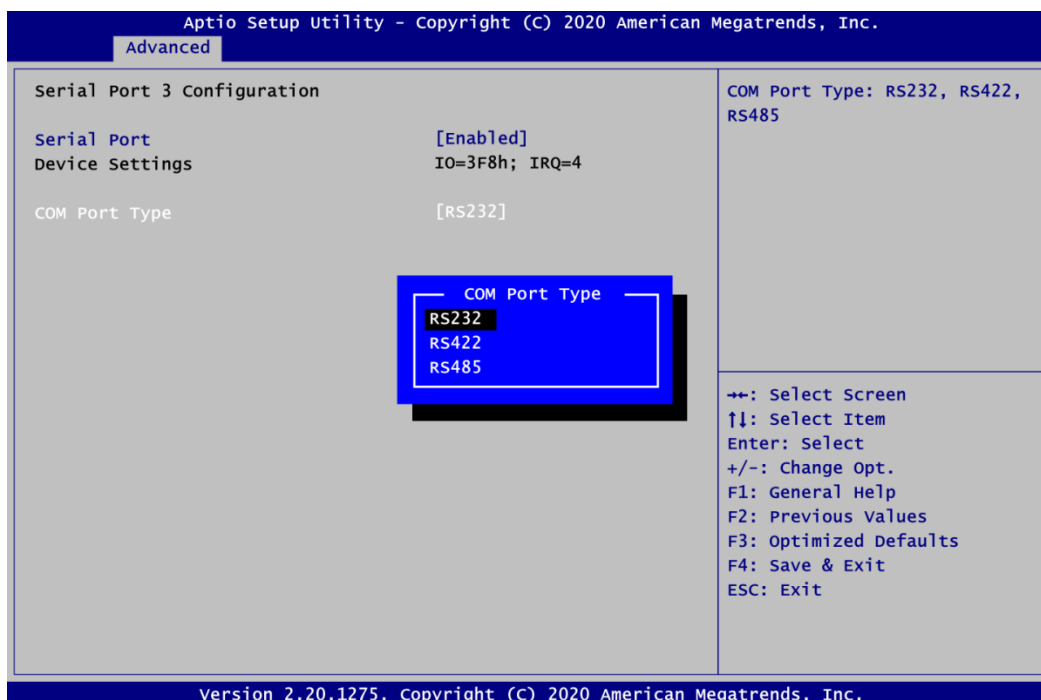 Aptio Setup Utility - Copyright (C) 2020 American Megatrends, Inc.
Advanced
Serial Port 3 Configuration
Serial Port [Enabled]
Device Settings IO=3F8h; IRQ=4
COM Port Type [RS232]
COM Port Type
RS232
RS422
RS485
COM Port Type: RS232, RS422,
RS485
→←: Select Screen
↑↓: Select Item
Enter: Select
+/-: Change Opt.
F1: General Help
F2: Previous Values
F3: Optimized Defaults
F4: Save & Exit
ESC: Exit
Version 2.20.1275. Copyright (C) 2020 American Megatrends, Inc.